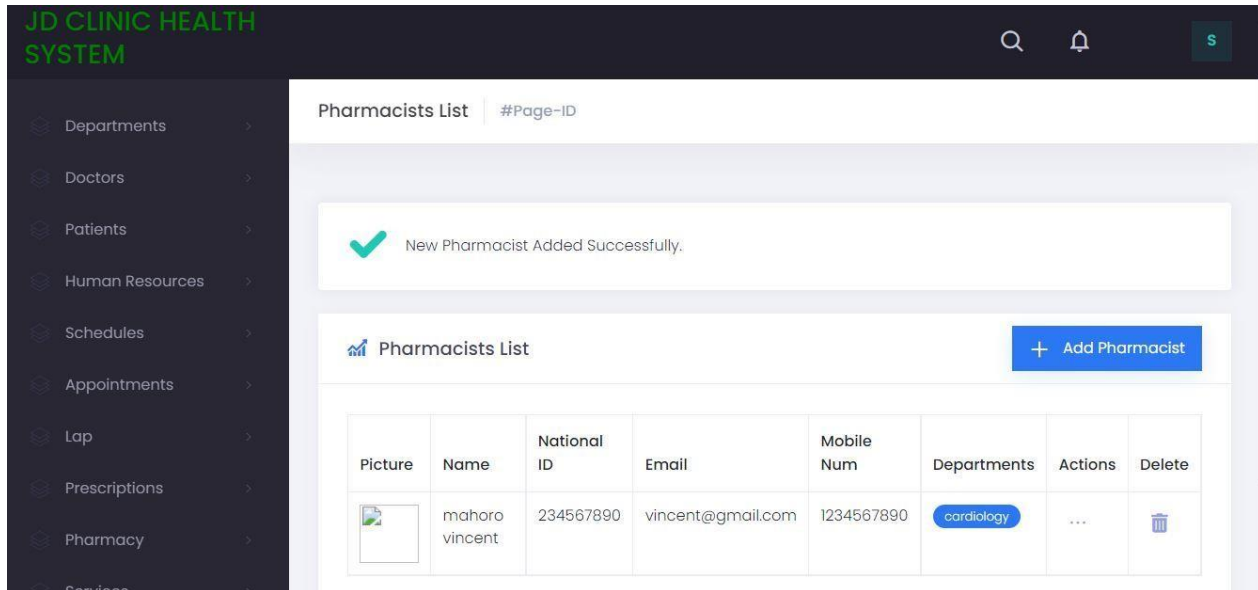 JD CLINIC HEALTH
SYSTEM
S
Departments
Doctors
Patients
Human Resources
Schedules
Appointments
Lap
Prescriptions
Pharmacy
Services
Pharmacists List
#Page-ID
New Pharmacist Added Successfully.
Pharmacists List
+ Add Pharmacist
Picture Name National ID Email Mobile Num Departments Actions Delete
mahoro vincent 234567890 vincent@gmail.com 1234567890 cardiology ...